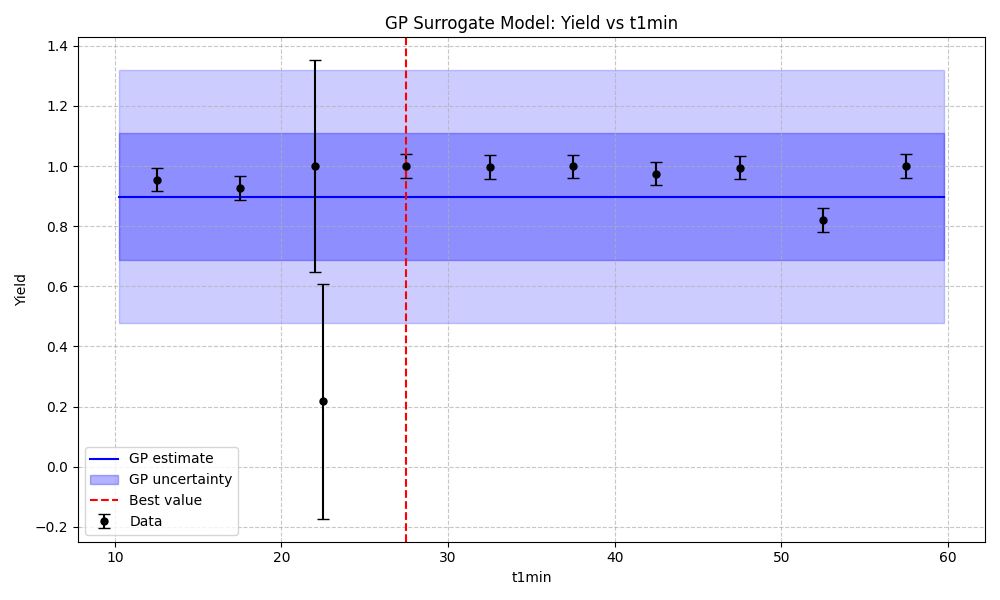 GP Surrogate Model: Yield vs t1min
Yield
1.4
1.2
1.0
0.8
0.6
0.4
0.2
0.0
−0.2
GP estimate
GP uncertainty
Best value
Data
10
20
30
40
50
60
t1min